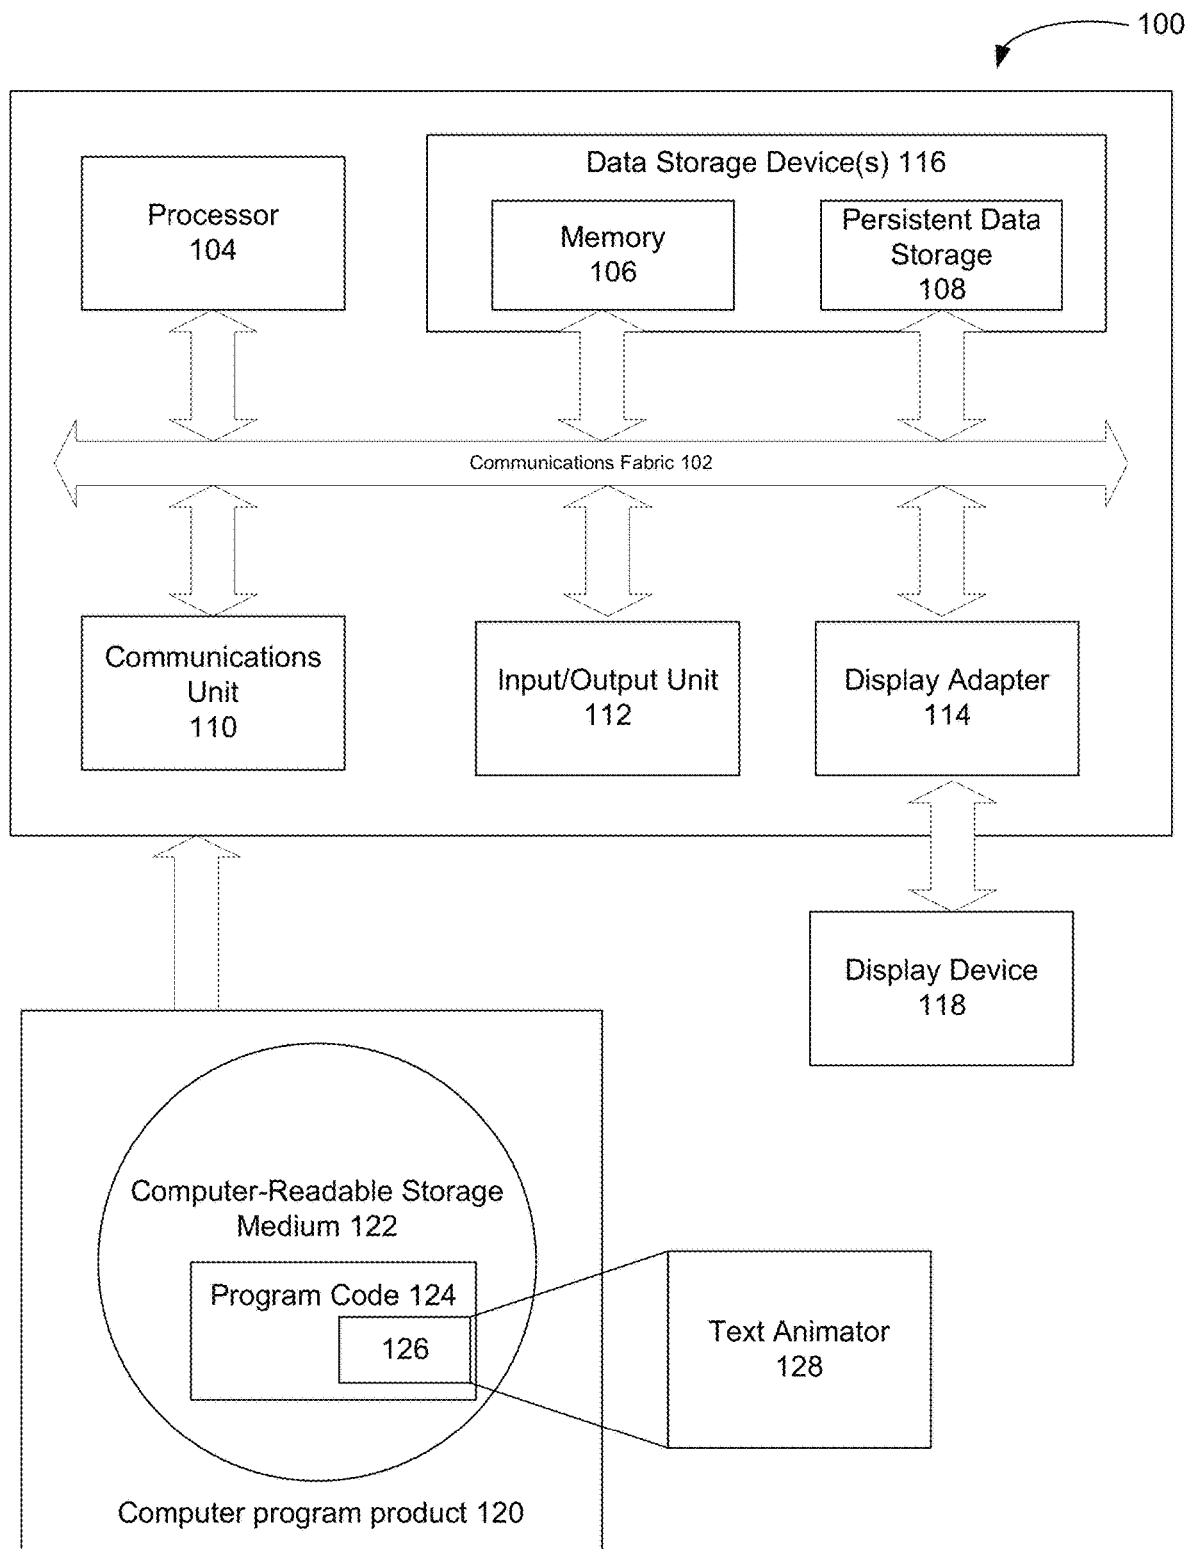 100
Data Storage Device(s) 116
Processor
104
Memory
106
Persistent Data
Storage
108
Communications Fabric 102
Communications
Unit
110
Input/Output Unit
112
Display Adapter
114
Display Device
118
Computer-Readable Storage
Medium 122
Program Code 124
126
Text Animator
128
Computer program product 120